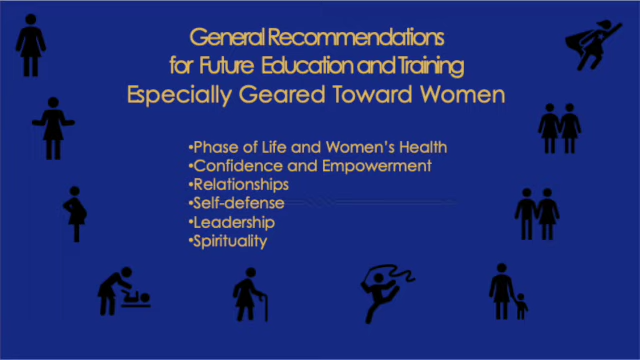 General Recommendations
for Future Education and Training
Especially Geared Toward Women
•Phase of Life and Women's Health
•Confidence and Empowerment
•Relationships
•Self-defense
•Leadership
•Spirituality